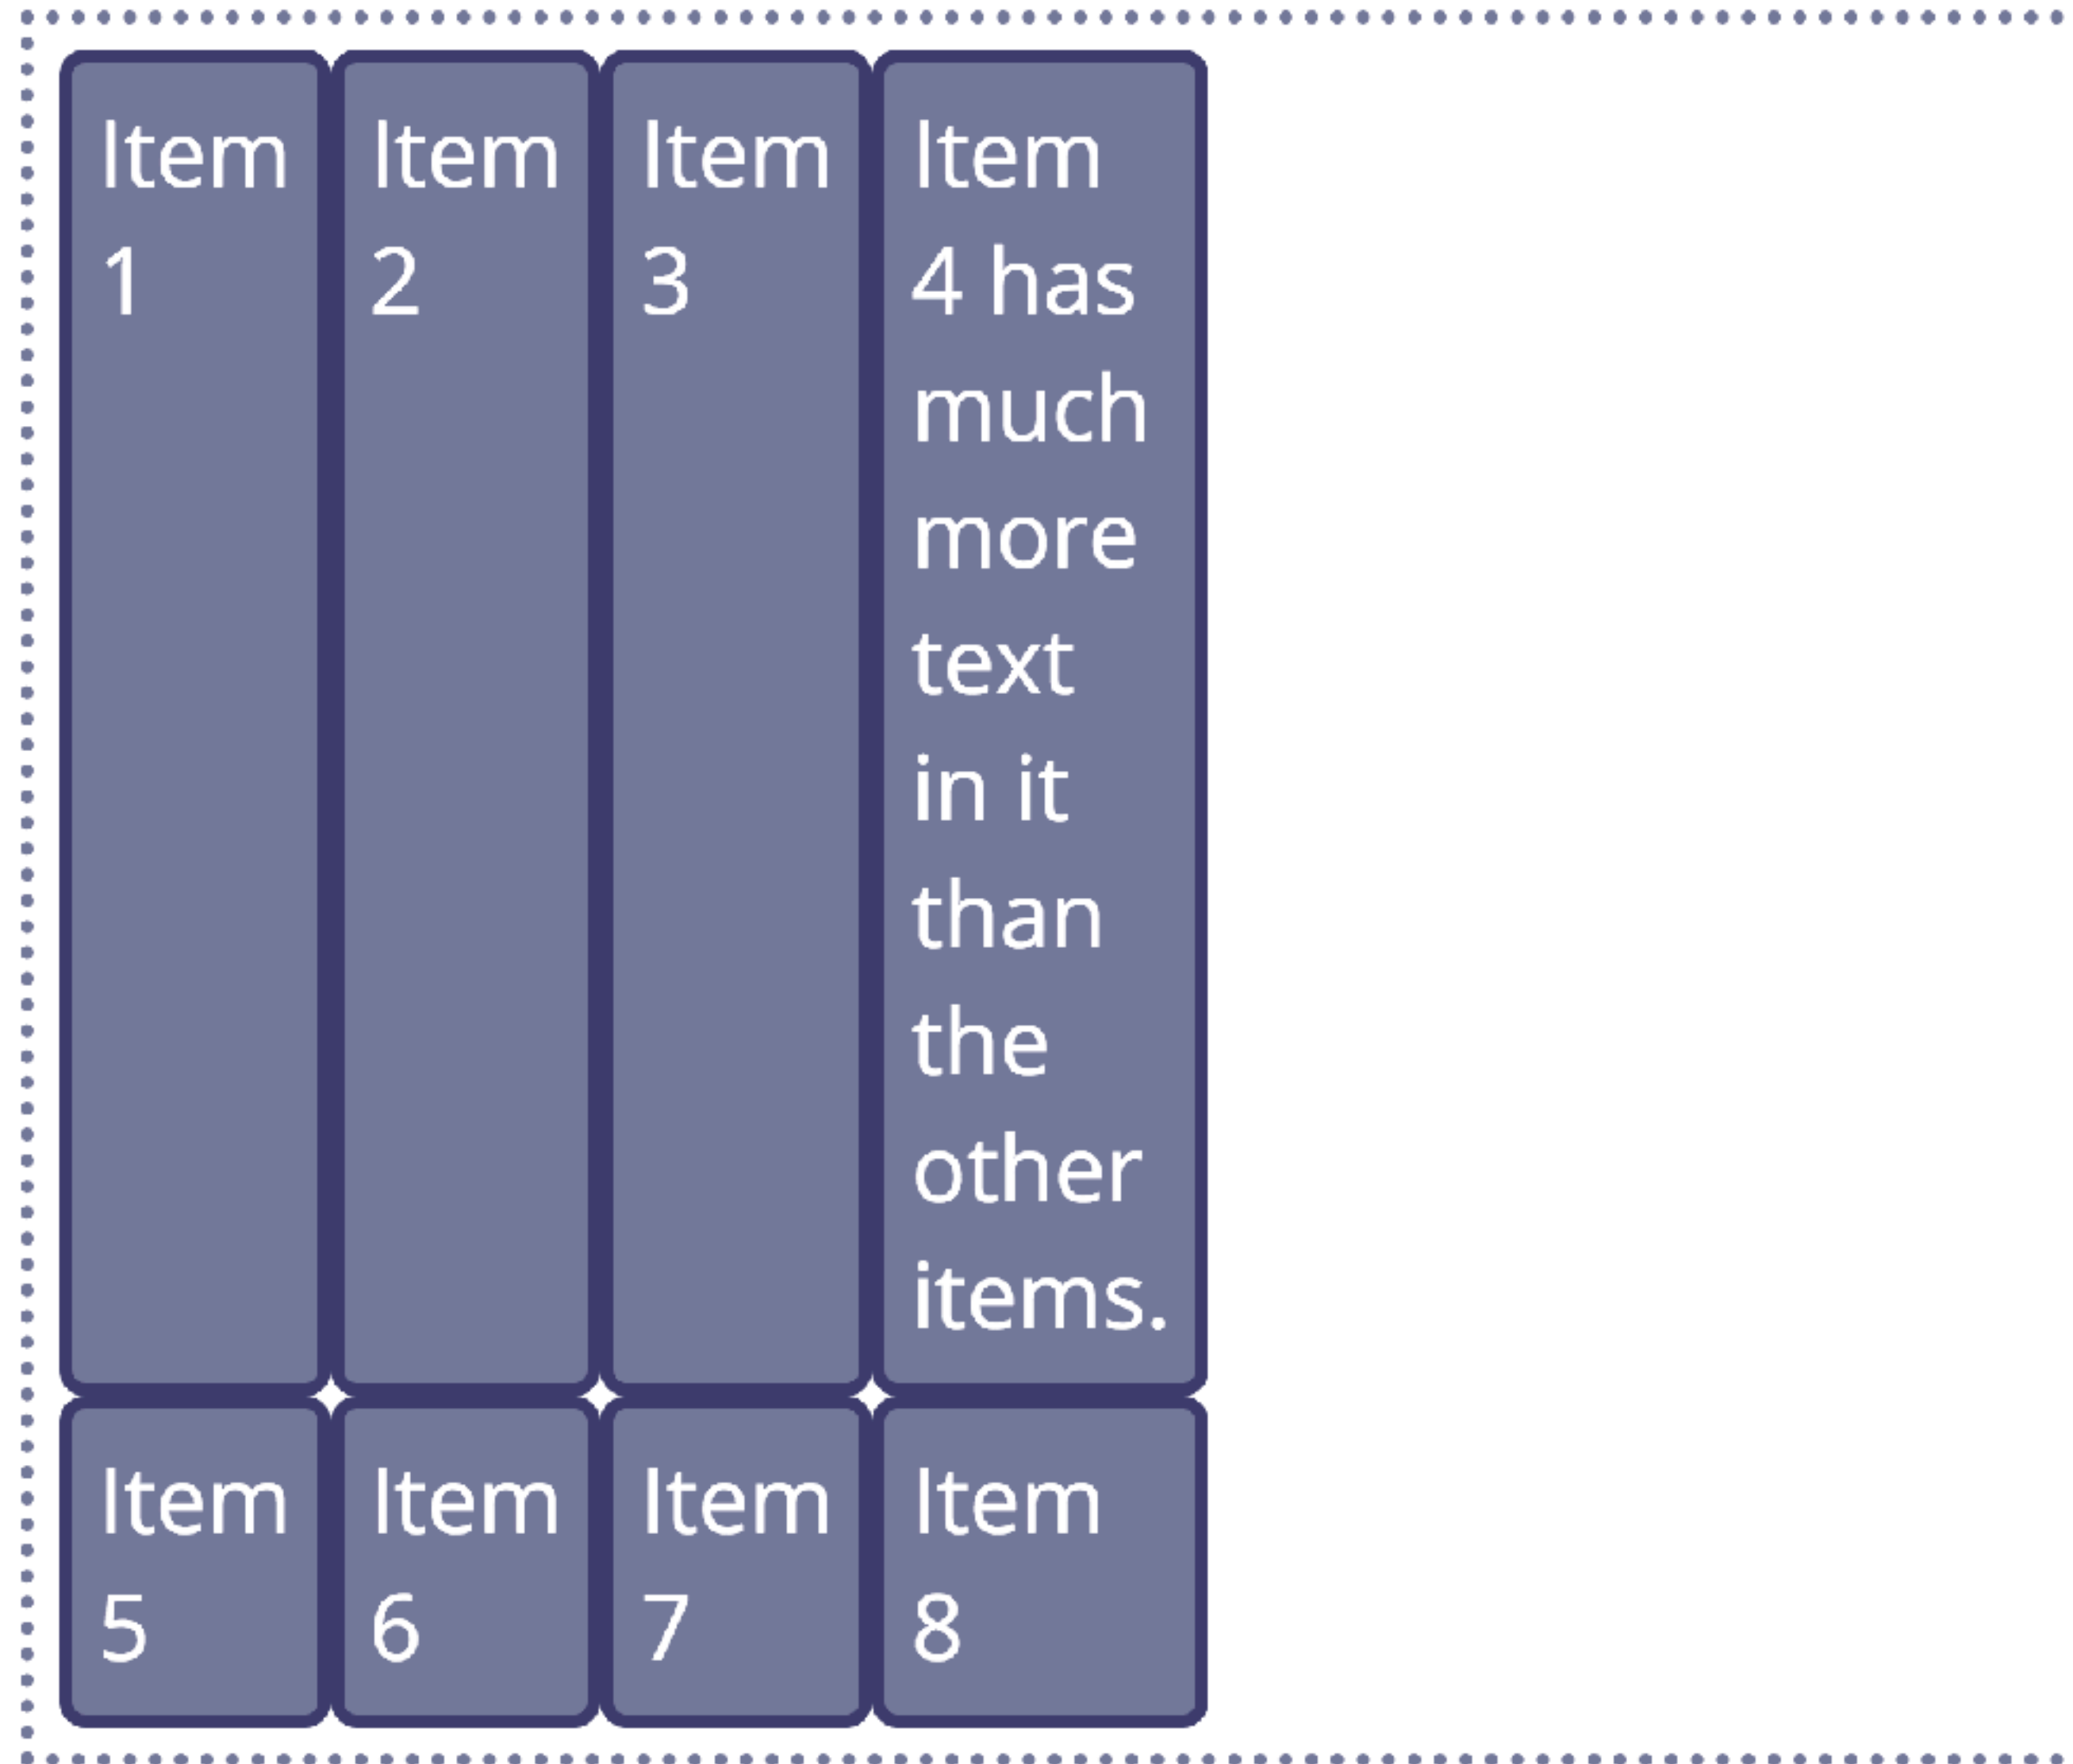 Item
1
Item
2
Item
3
Item
4 has
much
more
text
in it
than
the
other
items.
Item
5
Item
6
Item
7
Item
8